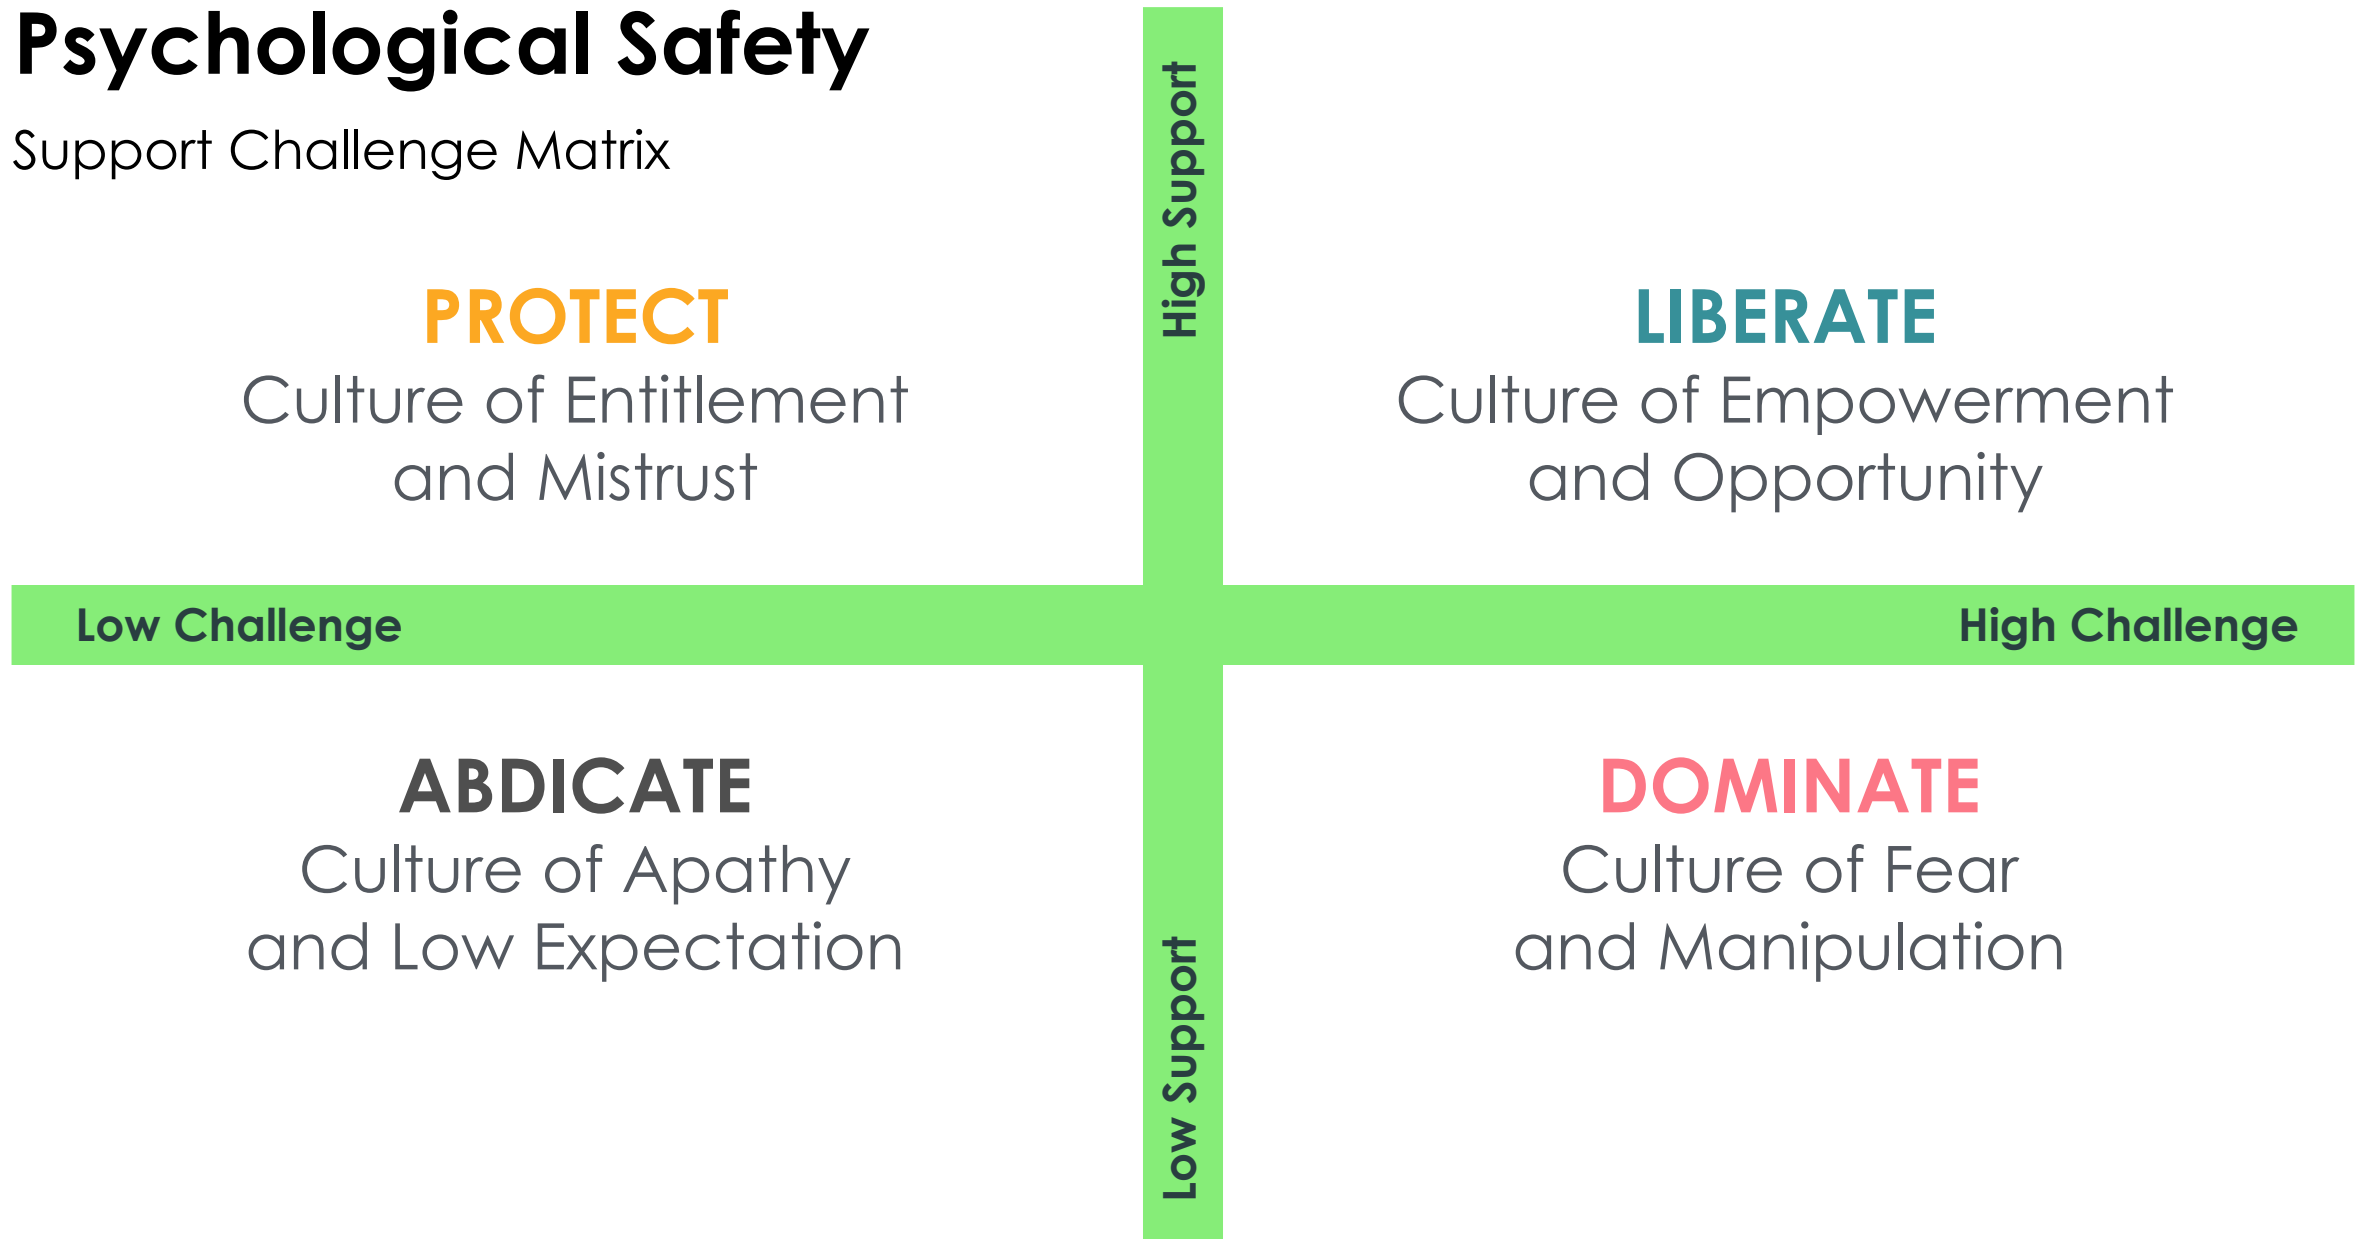 Psychological Safety
Support Challenge Matrix
High Support
PROTECT
Culture of Entitlement
and Mistrust
LIBERATE
Culture of Empowerment
and Opportunity
Low Challenge
High Challenge
ABDICATE
Culture of Apathy
and Low Expectation
DOMINATE
Culture of Fear
and Manipulation
Low Support